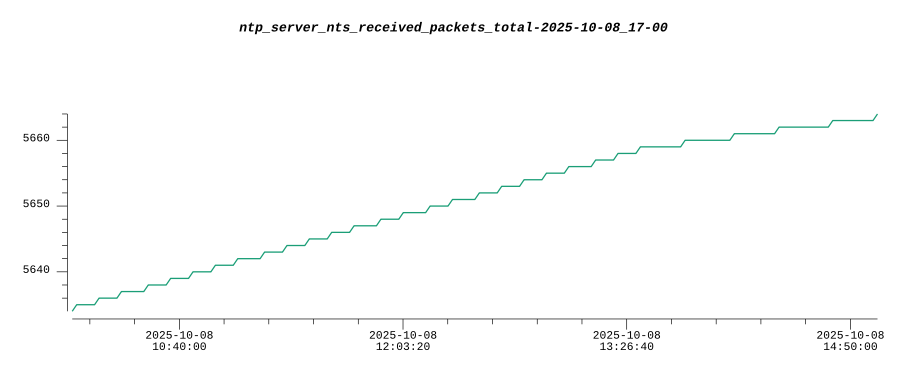 ntp_server_nts_received_packets_total-2025-10-08_17-00
5660
5650
5640
2025-10-08 2025-10-08 2025-10-08 2025-10-08
10:40:00 12:03:20 13:26:40 14:50:00